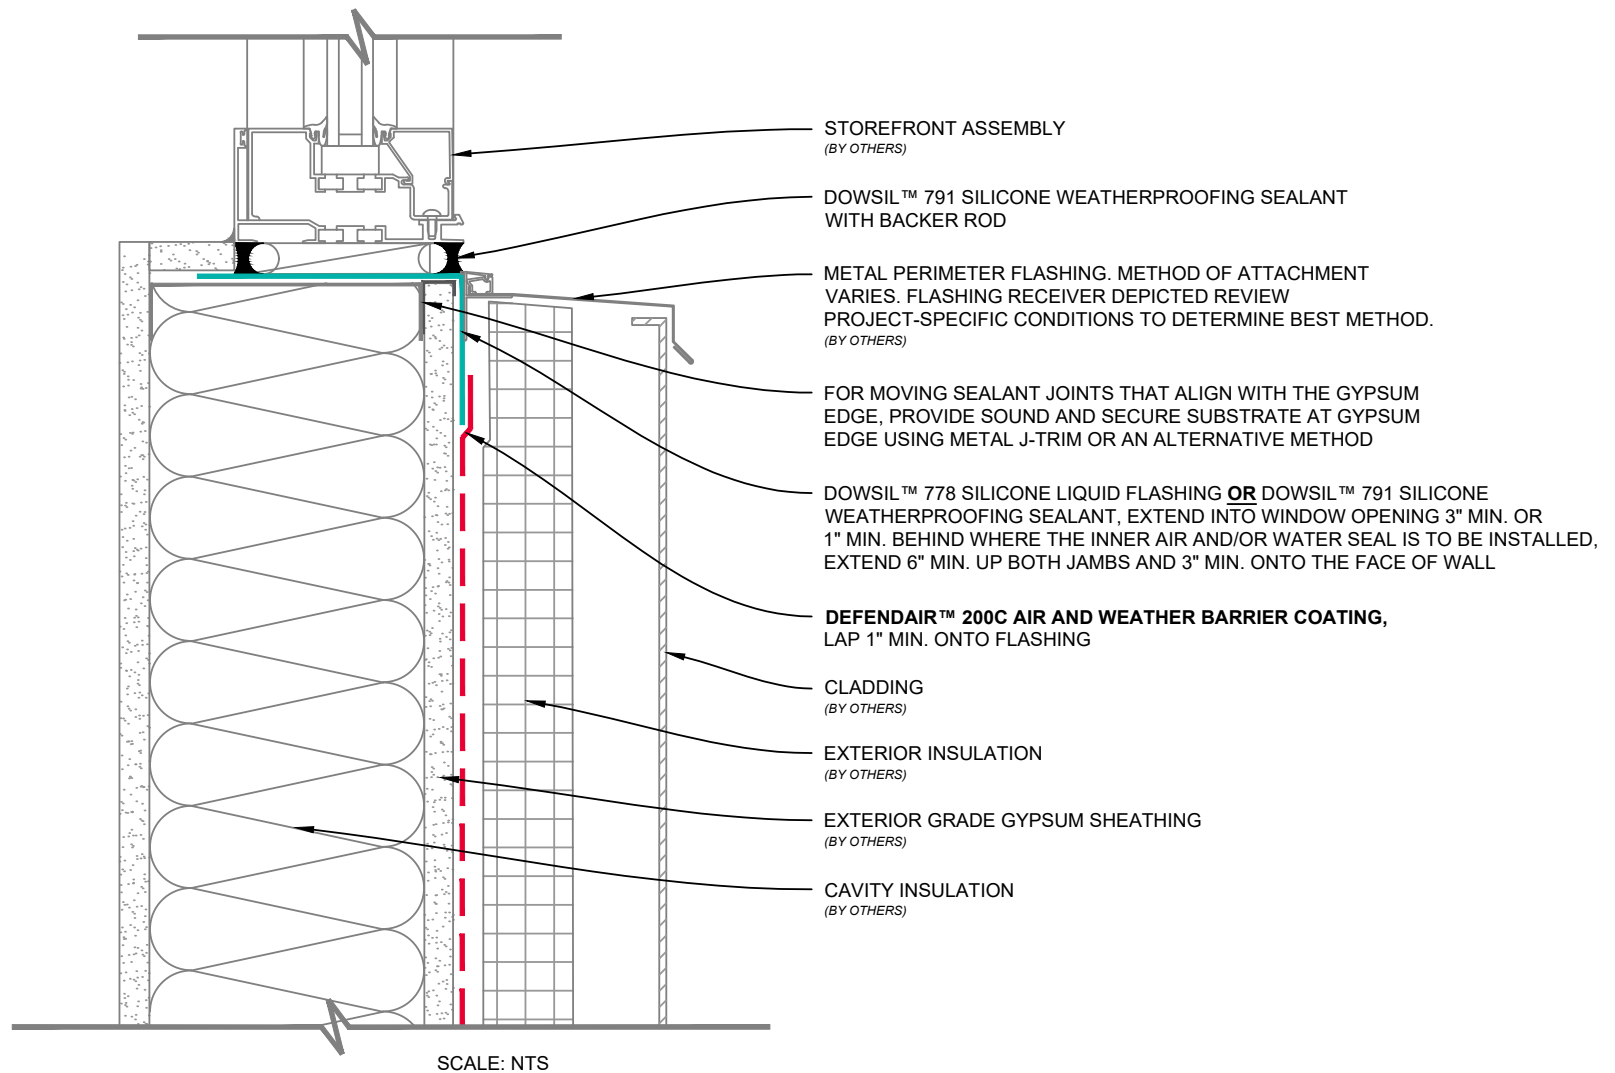 STOREFRONT ASSEMBLY
(BY OTHERS)
DOWSIL™ 791 SILICONE WEATHERPROOFING SEALANT
WITH BACKER ROD
METAL PERIMETER FLASHING. METHOD OF ATTACHMENT
VARIES. FLASHING RECEIVER DEPICTED REVIEW
PROJECT-SPECIFIC CONDITIONS TO DETERMINE BEST METHOD.
(BY OTHERS)
FOR MOVING SEALANT JOINTS THAT ALIGN WITH THE GYPSUM
EDGE, PROVIDE SOUND AND SECURE SUBSTRATE AT GYPSUM
EDGE USING METAL J-TRIM OR AN ALTERNATIVE METHOD
DOWSIL™ 778 SILICONE LIQUID FLASHING OR DOWSIL™ 791 SILICONE
WEATHERPROOFING SEALANT, EXTEND INTO WINDOW OPENING 3" MIN. OR
1" MIN. BEHIND WHERE THE INNER AIR AND/OR WATER SEAL IS TO BE INSTALLED,
EXTEND 6" MIN. UP BOTH JAMBS AND 3" MIN. ONTO THE FACE OF WALL
DEFENDAIR™ 200C AIR AND WEATHER BARRIER COATING,
LAP 1" MIN. ONTO FLASHING
CLADDING
(BY OTHERS)
EXTERIOR INSULATION
(BY OTHERS)
EXTERIOR GRADE GYPSUM SHEATHING
(BY OTHERS)
CAVITY INSULATION
(BY OTHERS)
SCALE: NTS